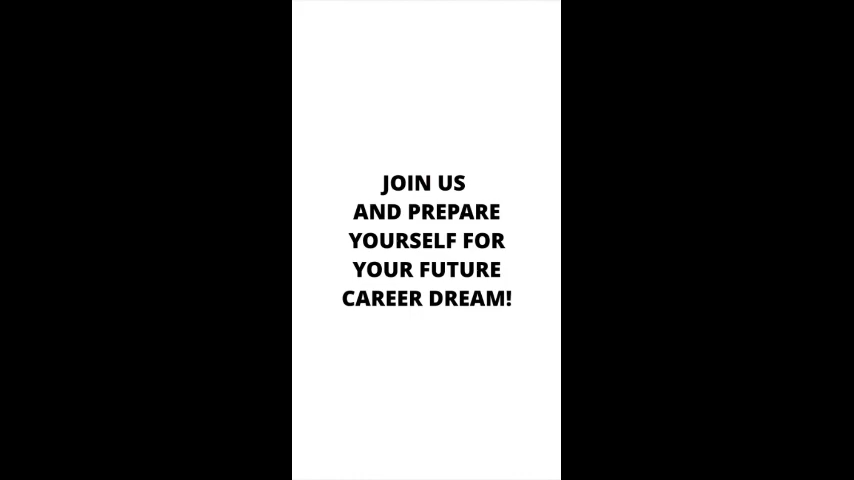 JOIN US
AND PREPARE
YOURSELF FOR
YOUR FUTURE
CAREER DREAM!